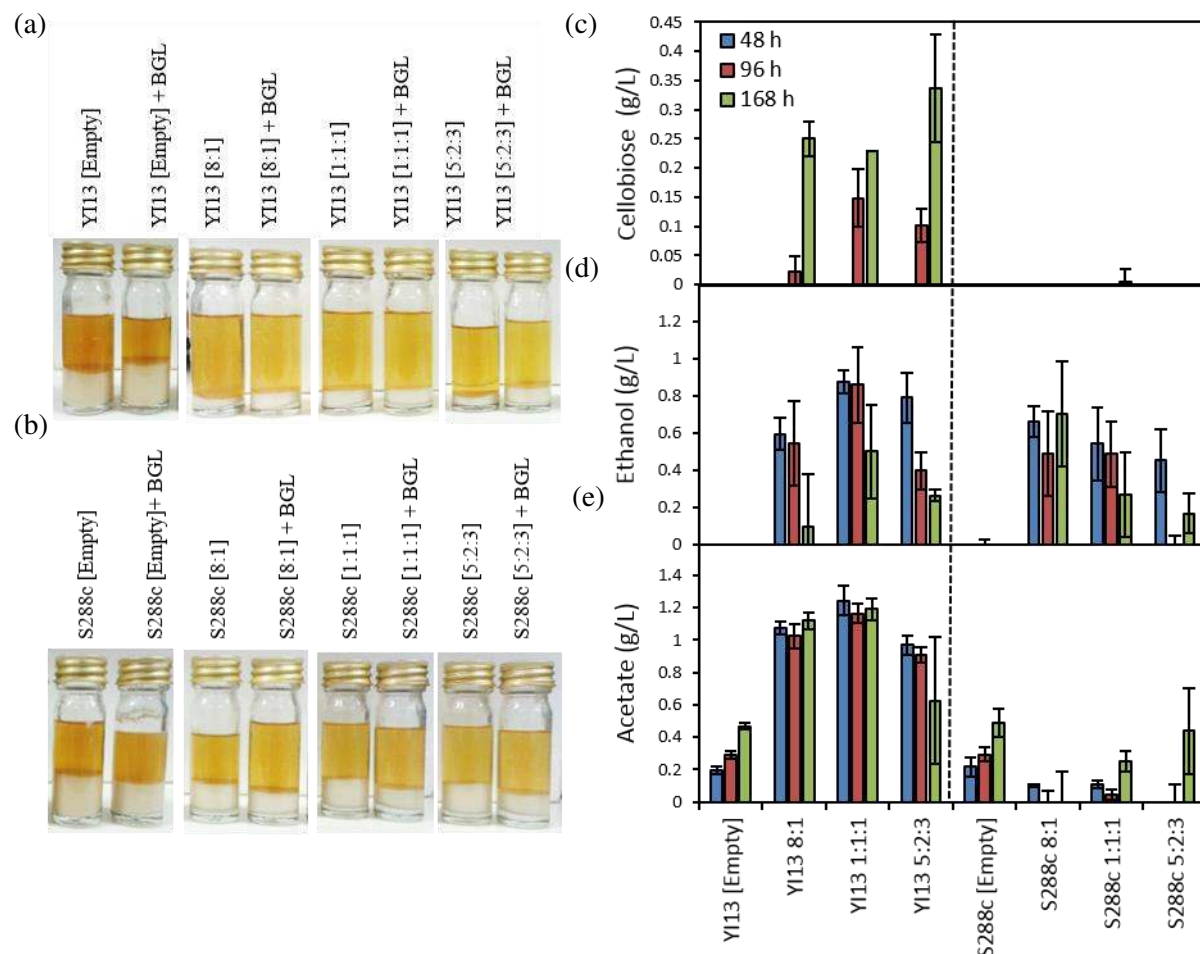 (a)
YI13 [Empty]
YI13 [Empty] + BGL
YI13 [8:1]
YI13 [8:1] + BGL
YI13 [1:1:1]
YI13 [1:1:1] + BGL
YI13 [5:2:3]
YI13 [5:2:3] + BGL
(b)
S288c [Empty]
S288c [Empty]+ BGL
S288c [8:1]
S288c [8:1] + BGL
S288c [1:1:1]
S288c [1:1:1] + BGL
S288c [5:2:3]
S288c [5:2:3] + BGL
(c)
Cellobiose (g/L)
0.45
0.4
0.35
0.3
0.25
0.2
0.15
0.1
0.05
0
48 h
96 h
168 h
(d)
Ethanol (g/L)
1.2
1
0.8
0.6
0.4
0.2
0
(e)
Acetate (g/L)
1.4
1.2
1
0.8
0.6
0.4
0.2
0
YI13 [Empty]
YI13 8:1
YI13 1:1:1
YI13 5:2:3
S288c [Empty]
S288c 8:1
S288c 1:1:1
S288c 5:2:3